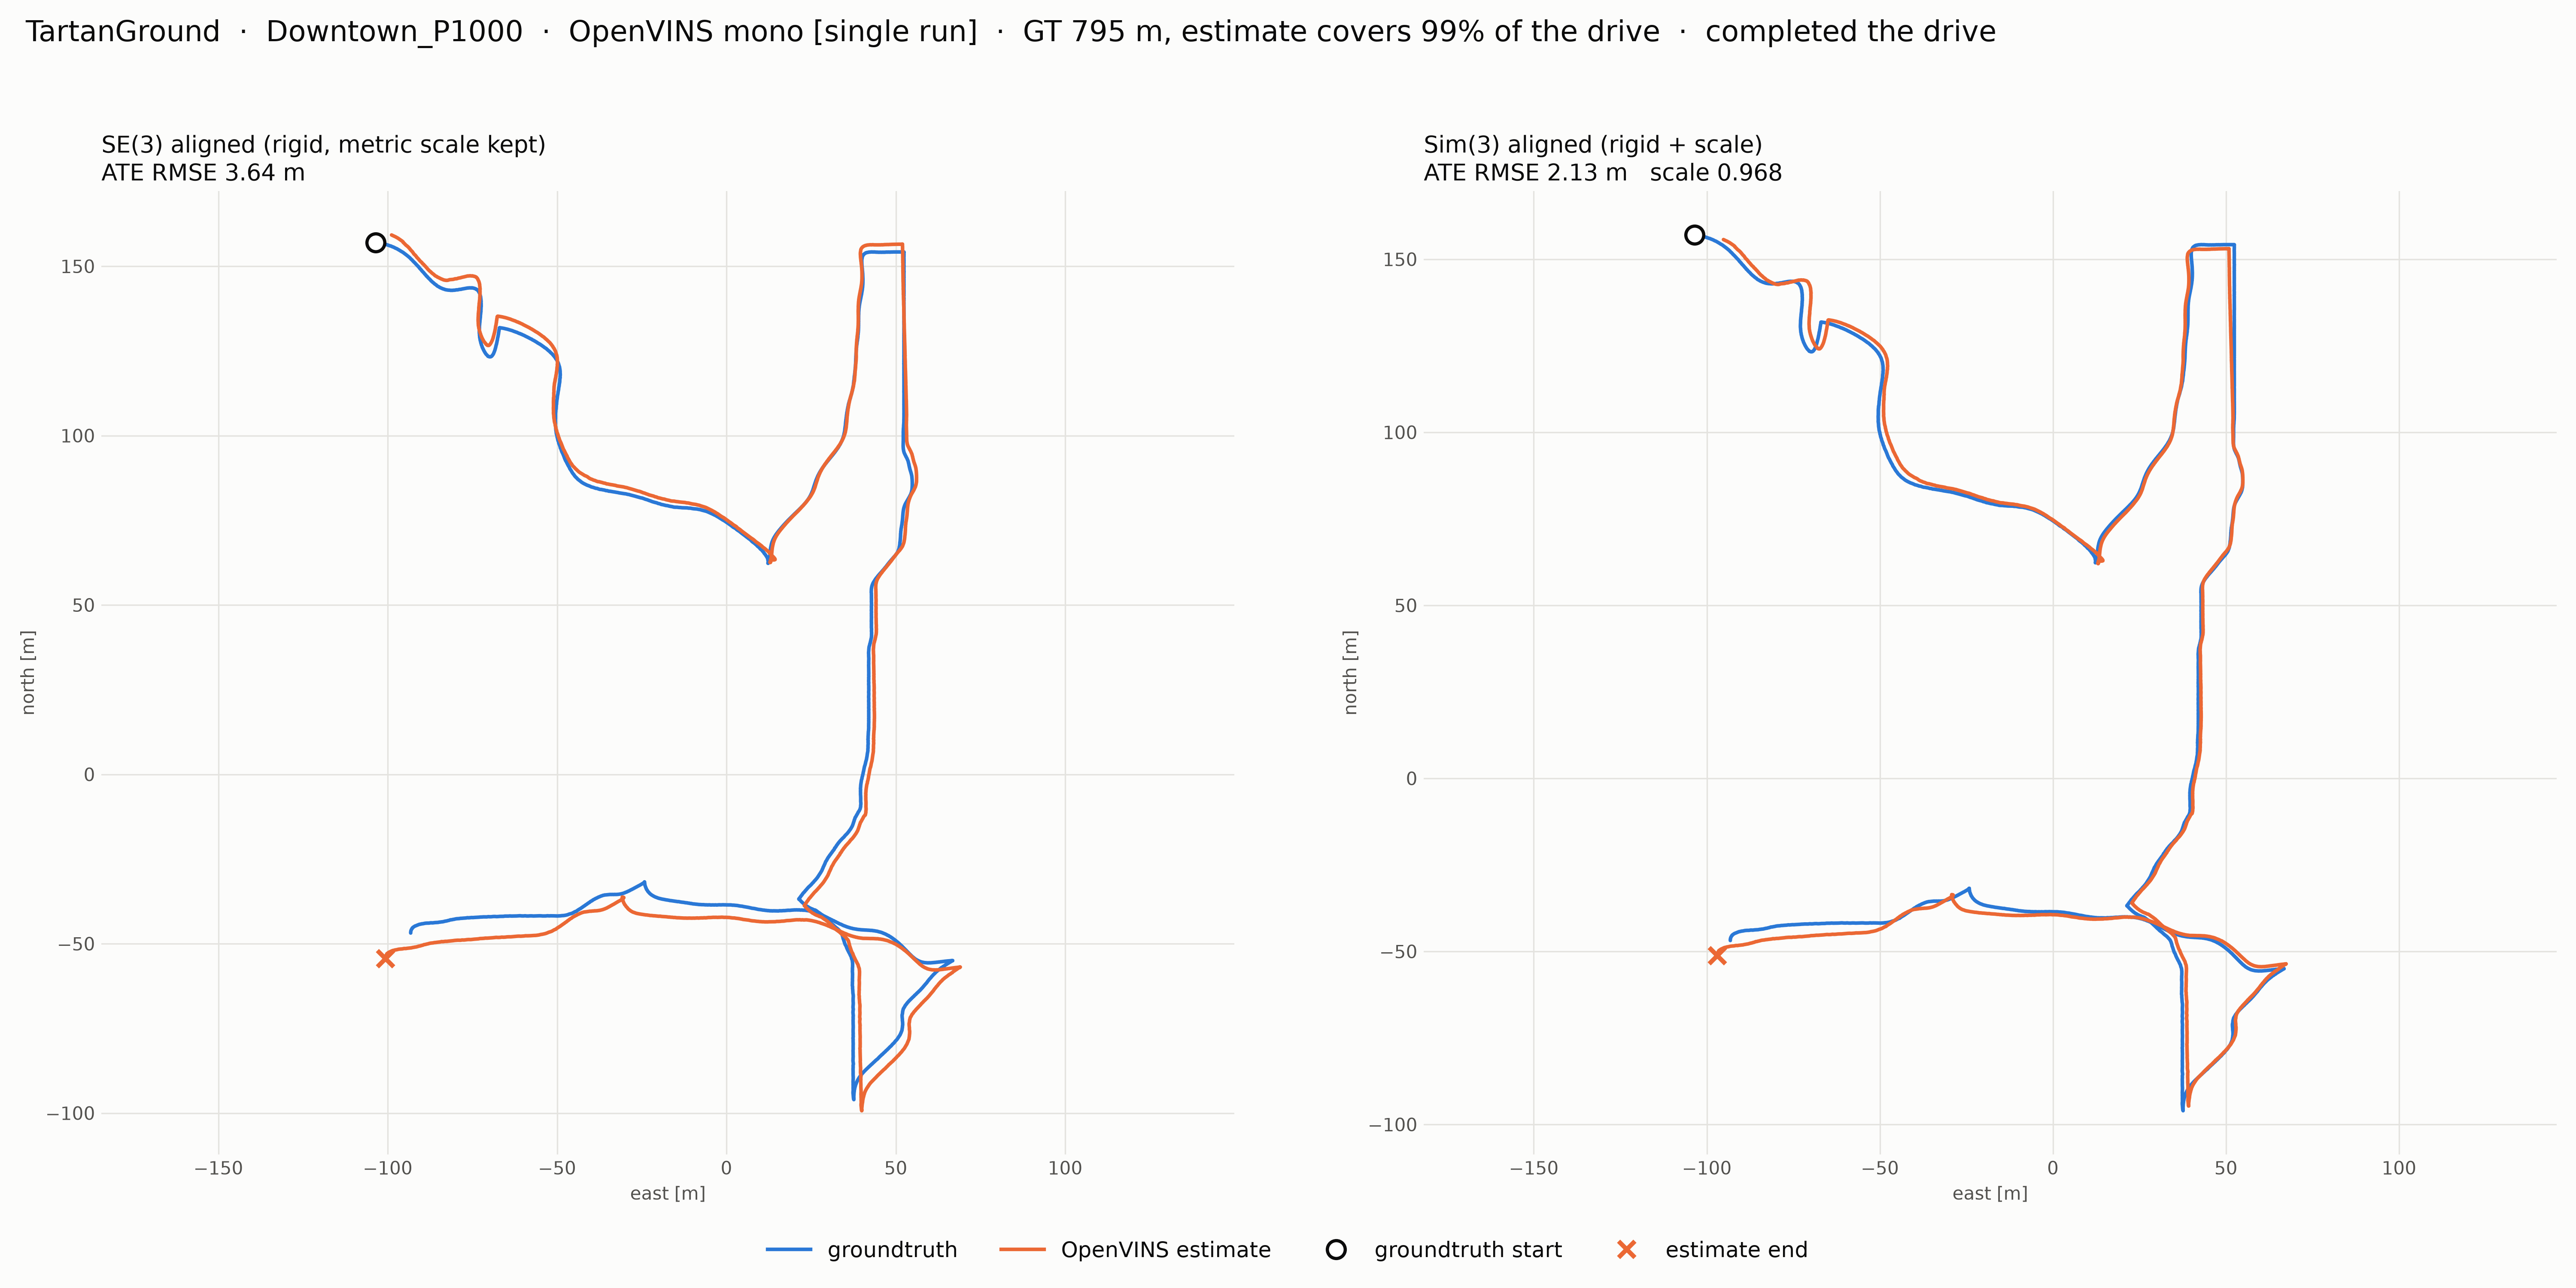 TartanGround · Downtown_P1000 · OpenVINS mono [single run] · GT 795 m, estimate covers 99% of the drive · completed the drive
SE(3) aligned (rigid, metric scale kept)
ATE RMSE 3.64 m
150
100
50
0
−50
−100
north [m]
−150
−100
−50
0
50
100
east [m]
Sim(3) aligned (rigid + scale)
ATE RMSE 2.13 m scale 0.968
150
100
50
0
−50
−100
north [m]
−150
−100
−50
0
50
100
east [m]
groundtruth
OpenVINS estimate
groundtruth start
estimate end